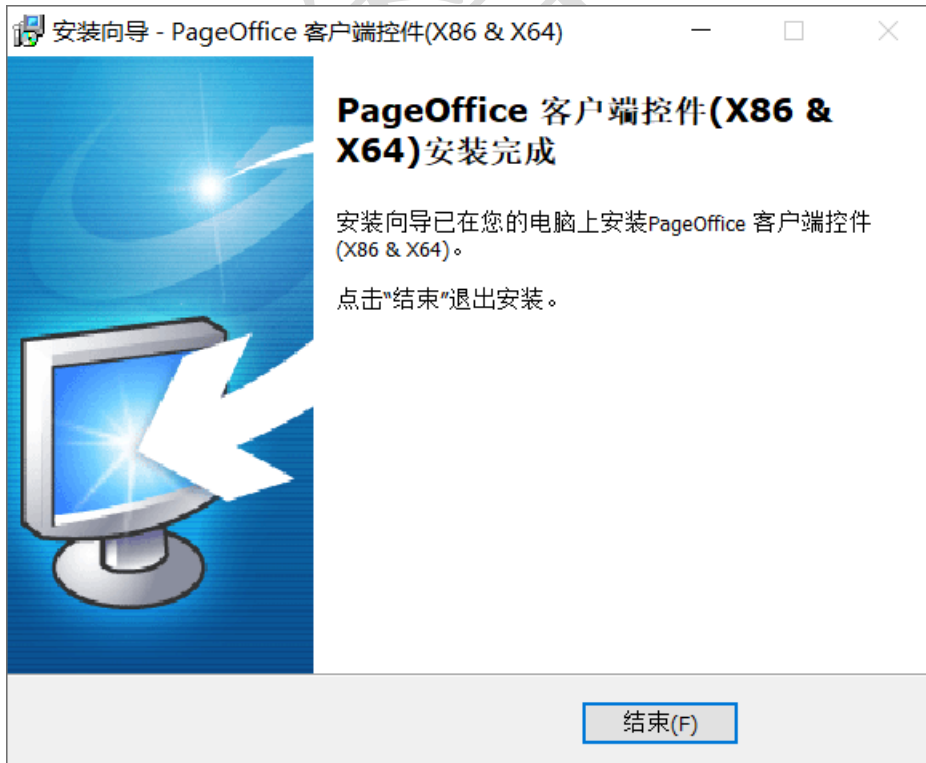 安装向导 - PageOffice 客户端控件(X86 & X64)
PageOffice 客户端控件(X86 &
X64)安装完成
安装向导已在您的电脑上安装PageOffice 客户端控件
(X86 & X64)。
点击“结束”退出安装。
结束(F)